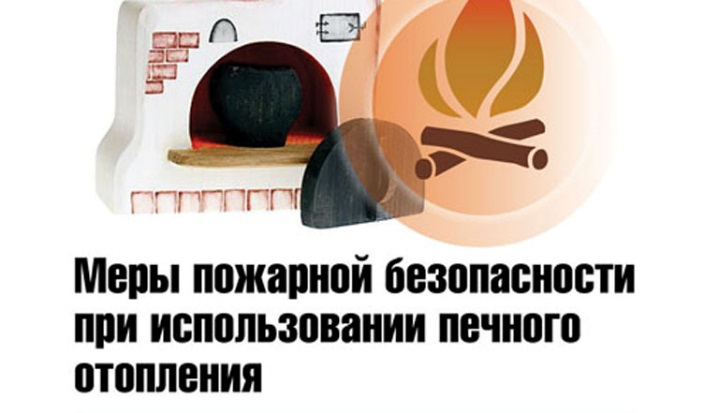 Меры пожарной безопасности
при использовании печного
отопления